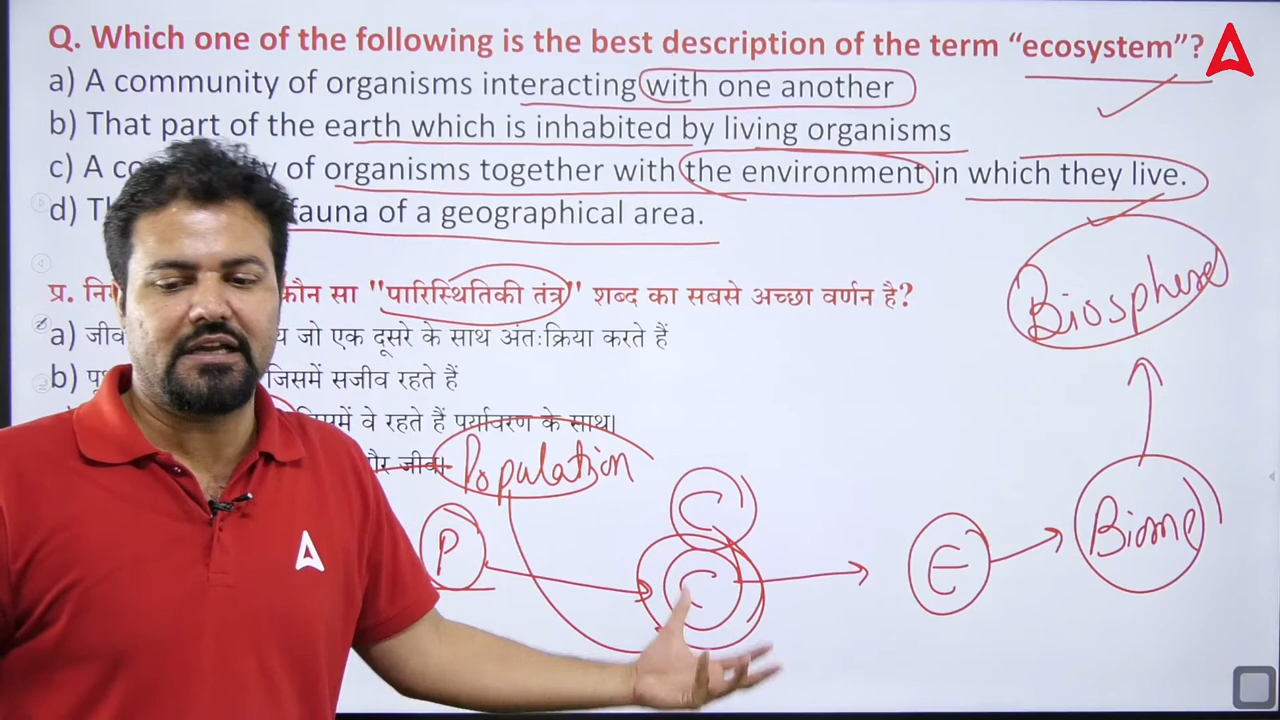 Q. Which one of the following is the best description of the term “ecosystem”?
a) A community of organisms interacting with one another
b) That part of the earth which is inhabited by living organisms
c) A of organisms together with the environment in which they live.
d) fauna of a geographical area.
प्र. कौन सा "पारिस्थितिकी तंत्र" शब्द का सबसे अच्छा वर्णन है?
a) जो एक दूसरे के साथ अंतःक्रिया करते हैं
b) जिसमें सजीव रहते हैं
वे रहते हैं पर्यावरण के साथ।
और जीव।
Population
Biosphere
P
C
C
E
Biome